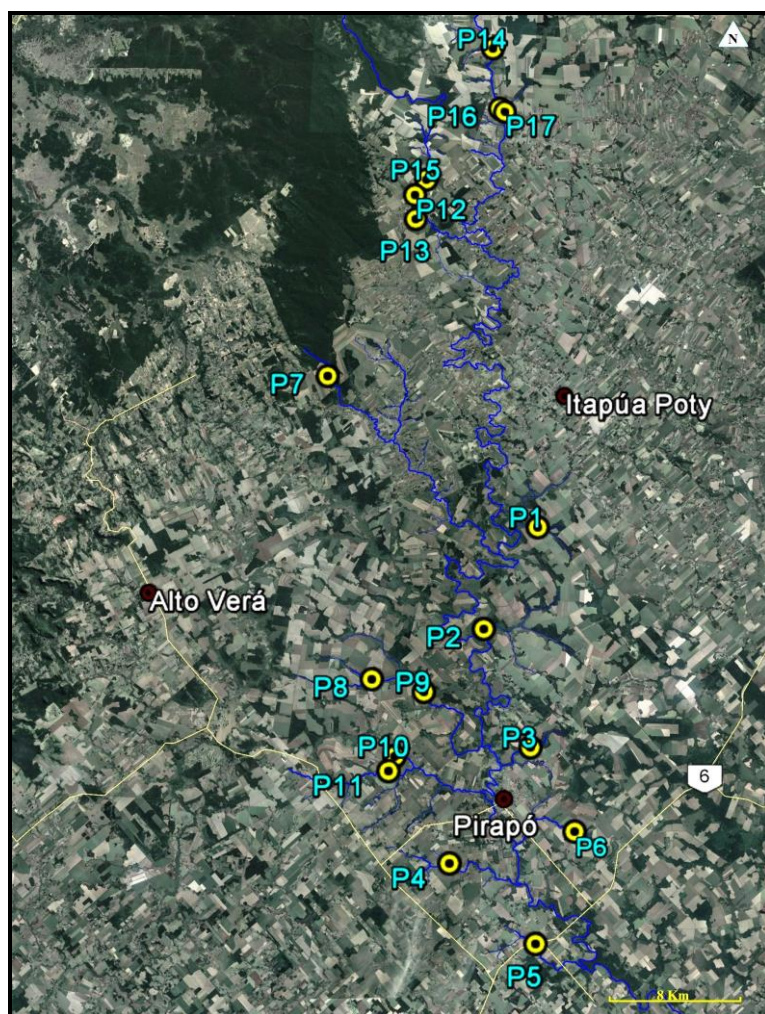 P14
N
P16
P17
P15
P12
P13
P7
Itapúa Poty
P1
Alto Verá
P2
P8
P9
P3
P10
P11
6
Pirapó
P6
P4
P5
8 Km